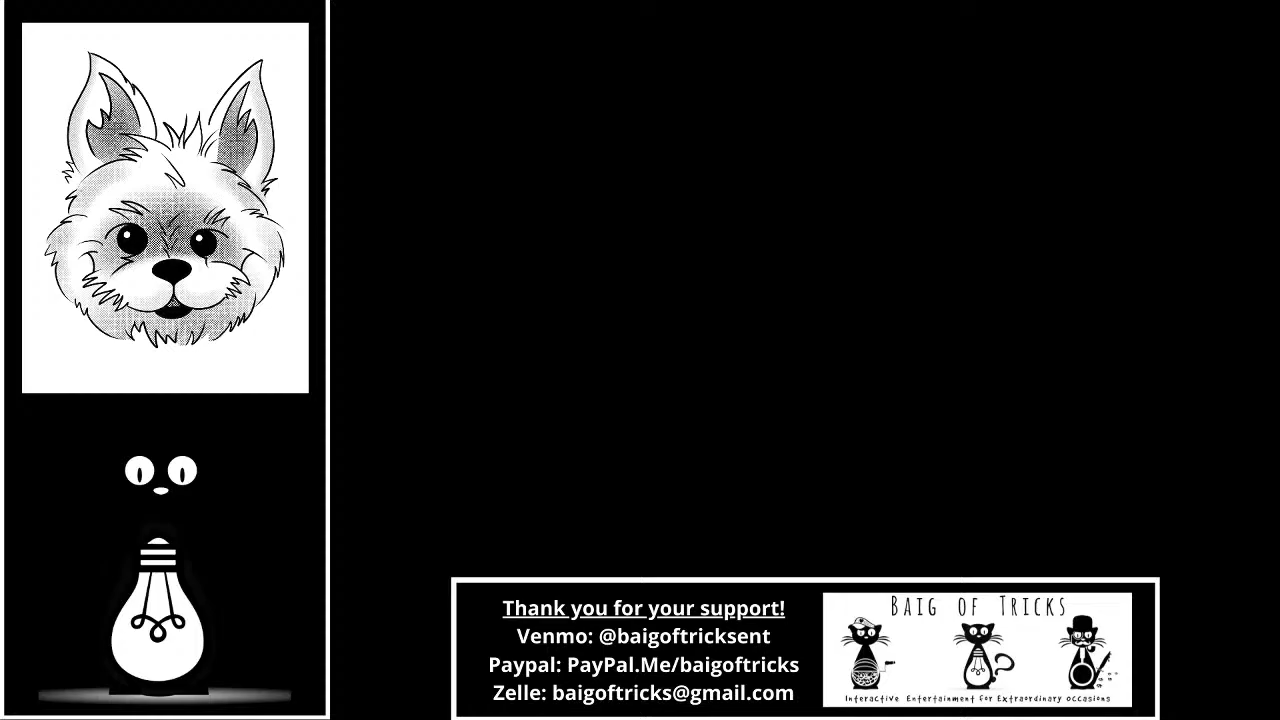 Thank you for your support!
Venmo: @baigoftricksent
Paypal: PayPal.Me/baigoftricks
Zelle: baigoftricks@gmail.com
BAIG OF TRICKS
Interactive Entertainment for Extraordinary Occasions